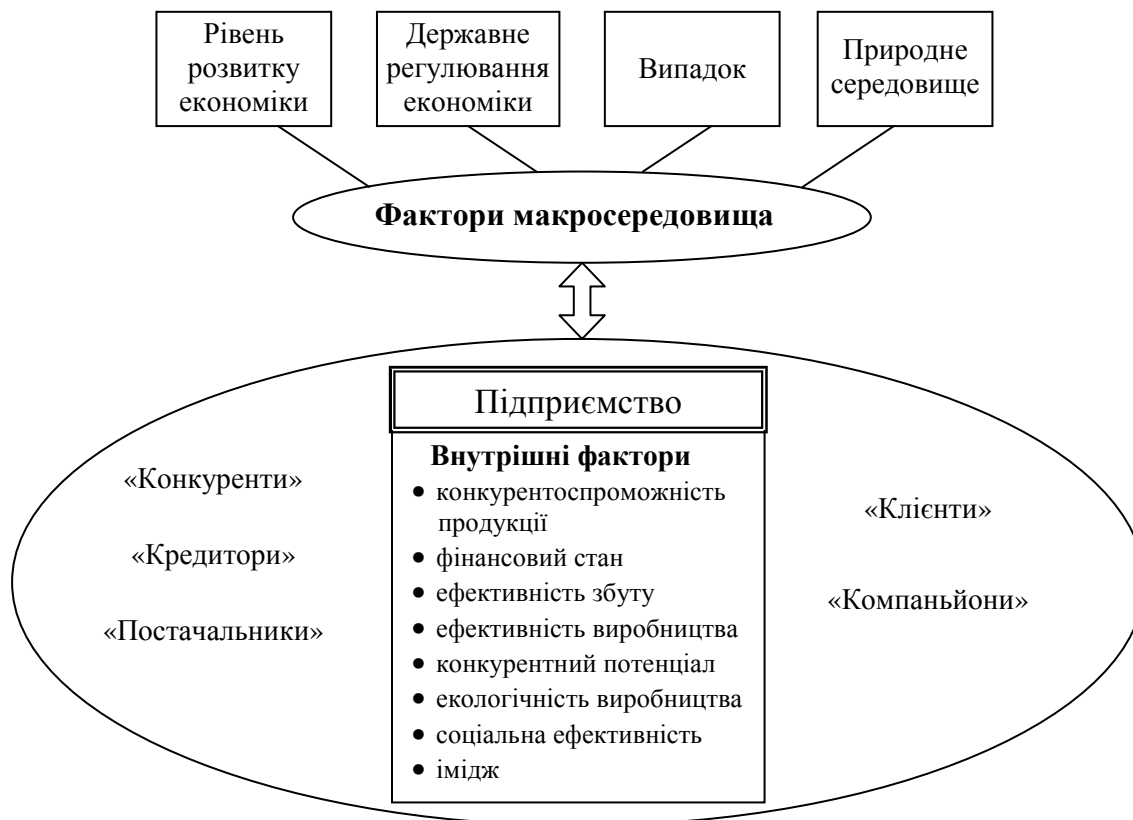 Рівень
розвитку
економіки
Державне
регулювання
економіки
Випадок
Природне
середовище
Фактори макросередовища
Підприємство
Внутрішні фактори
• конкурентоспроможність
продукції
• фінансовий стан
• ефективність збуту
• ефективність виробництва
• конкурентний потенціал
• екологічність виробництва
• соціальна ефективність
• імідж
«Конкуренти»
«Кредитори»
«Постачальники»
«Клієнти»
«Компаньйони»